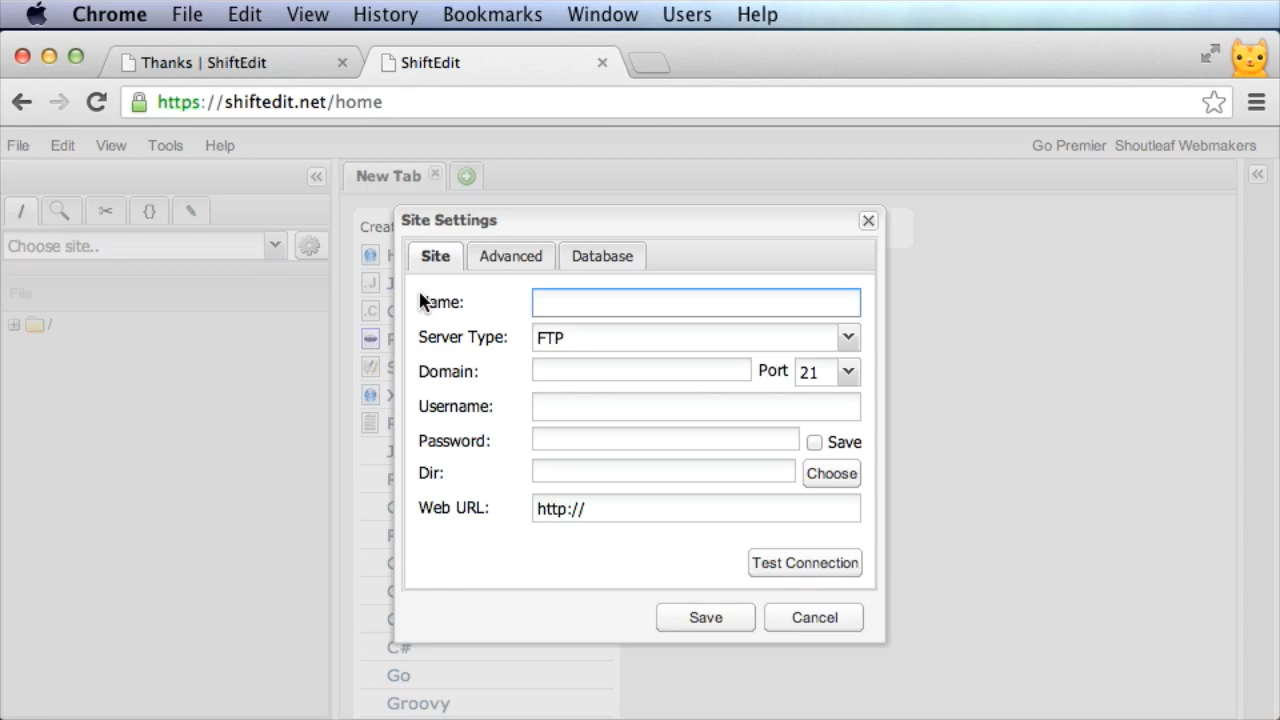 Chrome File Edit View History Bookmarks Window Users Help
Thanks | ShiftEdit
ShiftEdit
https://shiftedit.net/home
File Edit View Tools Help
Go Premier Shoutleaf Webmakers
New Tab
/ {}
Choose site..
File
/
Site Settings
Site Advanced Database
Name:
Server Type: FTP
Domain: Port 21
Username:
Password: Save
Dir: Choose
Web URL: http://
Test Connection
Save Cancel
C#
Go
Groovy